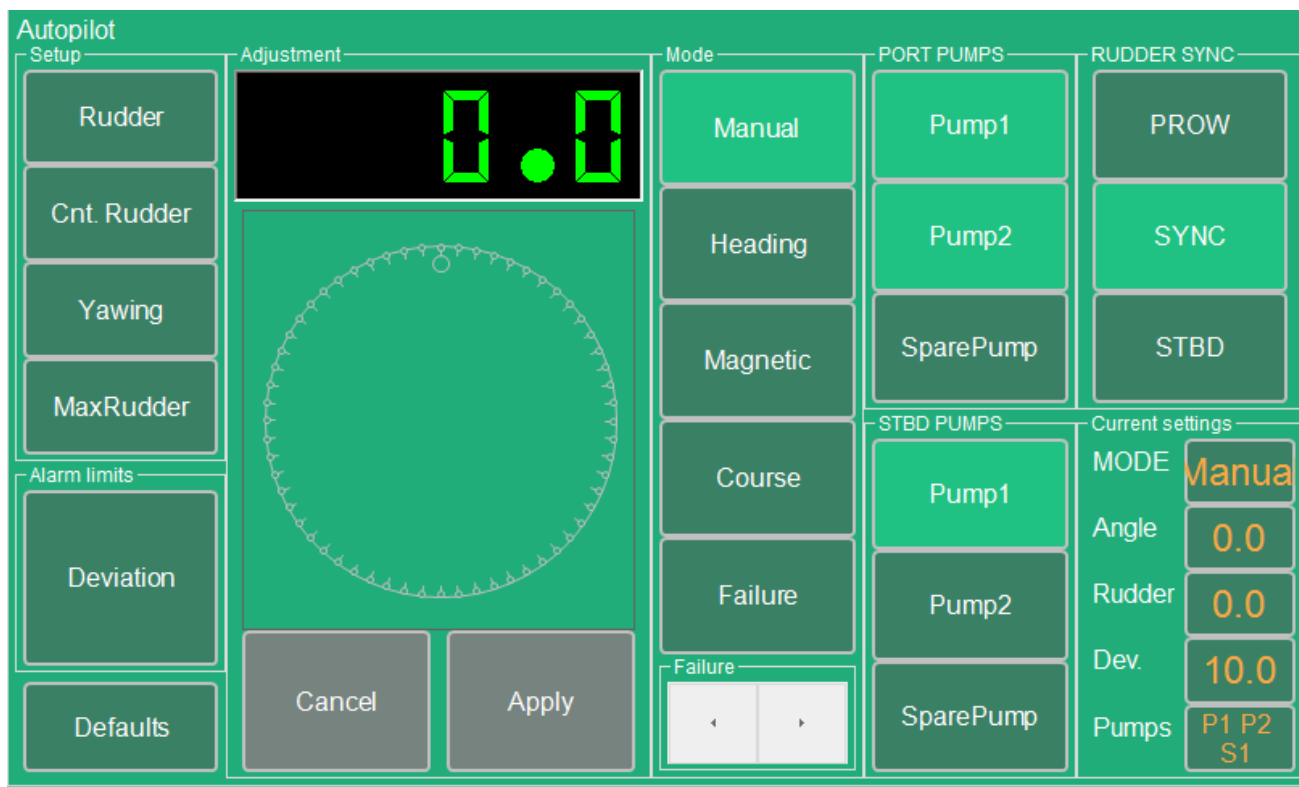 Autopilot
Setup
Rudder
Cnt. Rudder
Yawing
MaxRudder
Alarm limits
Deviation
Defaults
Adjustment
0.0
Cancel
Apply
Mode
Manual
Heading
Magnetic
Course
Failure
Failure
PORT PUMPS
Pump1
Pump2
SparePump
STBD PUMPS
Pump1
Pump2
SparePump
RUDDER SYNC
PROW
SYNC
STBD
Current settings
MODE Manua
Angle 0.0
Rudder 0.0
Dev. 10.0
Pumps P1 P2
S1